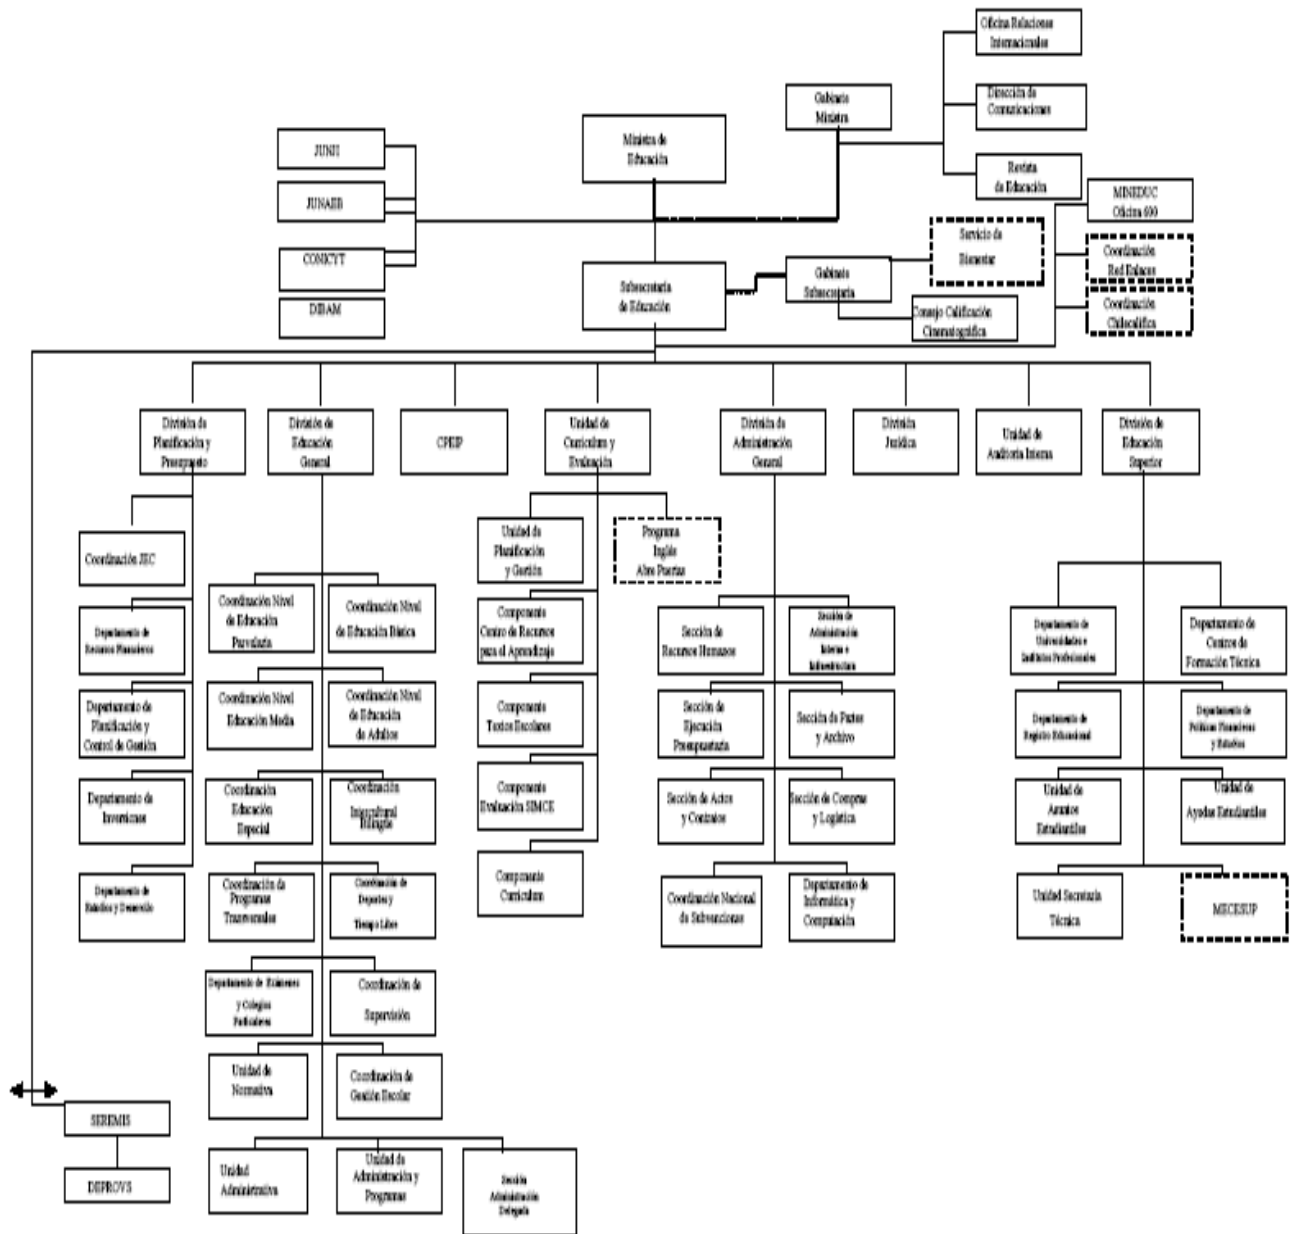 Oficina Relaciones
Internacionales
Gabinete
Ministra
Dirección de
Comunicaciones
Ministra de
Educación
JUNJI
Revista
de Educación
JUNAEB
MINEDUC
Oficina 600
Servicio de
Bienestar
Coordinación
Red Enlaces
CONICYT
Subsecretaria
de Educación
Gabinete
Subsecretaria
DIBAM
Consejo Calificación
Cinematográfica
Coordinación
Chilecalifica
División de
Planificación y
Presupuesto
División de
Educación
General
CPEIP
Unidad de
Curriculum y
Evaluación
División de
Administración
General
División
Jurídica
Unidad de
Auditoría Interna
División de
Educación
Superior
Coordinación JEC
Unidad de
Planificación
y Gestión
Programa
Inglés
Abre Puertas
Departamento de
Recursos Financieros
Coordinación Nivel
de Educación
Parvularia
Coordinación Nivel
de Educación Básica
Componente
Centro de Recursos
para el Aprendizaje
Sección de
Recursos Humanos
Sección de
Administración
Interna e
Infraestructura
Departamento de
Universidades e
Institutos Profesionales
Departamento de
Centros de
Formación Técnica
Departamento de
Planificación y
Control de Gestión
Coordinación Nivel
Educación Media
Coordinación Nivel
de Educación
de Adultos
Componente
Textos Escolares
Sección de
Ejecución
Presupuestaria
Sección de Partes
y Archivo
Departamento de
Registro Educacional
Departamento de
Políticas Financieras
y Estudios
Departamento de
Inversiones
Coordinación
Educación
Especial
Coordinación
Intercultural
Bilingüe
Componente
Evaluación SIMCE
Sección de Actos
y Contratos
Sección de Compras
y Logística
Unidad de
Asuntos
Estudiantiles
Unidad de
Ayudas Estudiantiles
Departamento de
Estudios y Desarrollo
Coordinación de
Programas
Transversales
Coordinación de
Deportes y
Tiempo Libre
Componente
Curriculum
Coordinación Nacional
de Subvenciones
Departamento de
Informática y
Computación
Unidad Secretaría
Técnica
MECESUP
Departamento de Exámenes
y Colegios
Particulares
Coordinación de
Supervisión
Unidad de
Normativa
Coordinación de
Gestión Escolar
SEREMIS
Unidad
Administrativa
Unidad de
Administración y
Programas
Sección
Administración
Delegada
DEPROVS